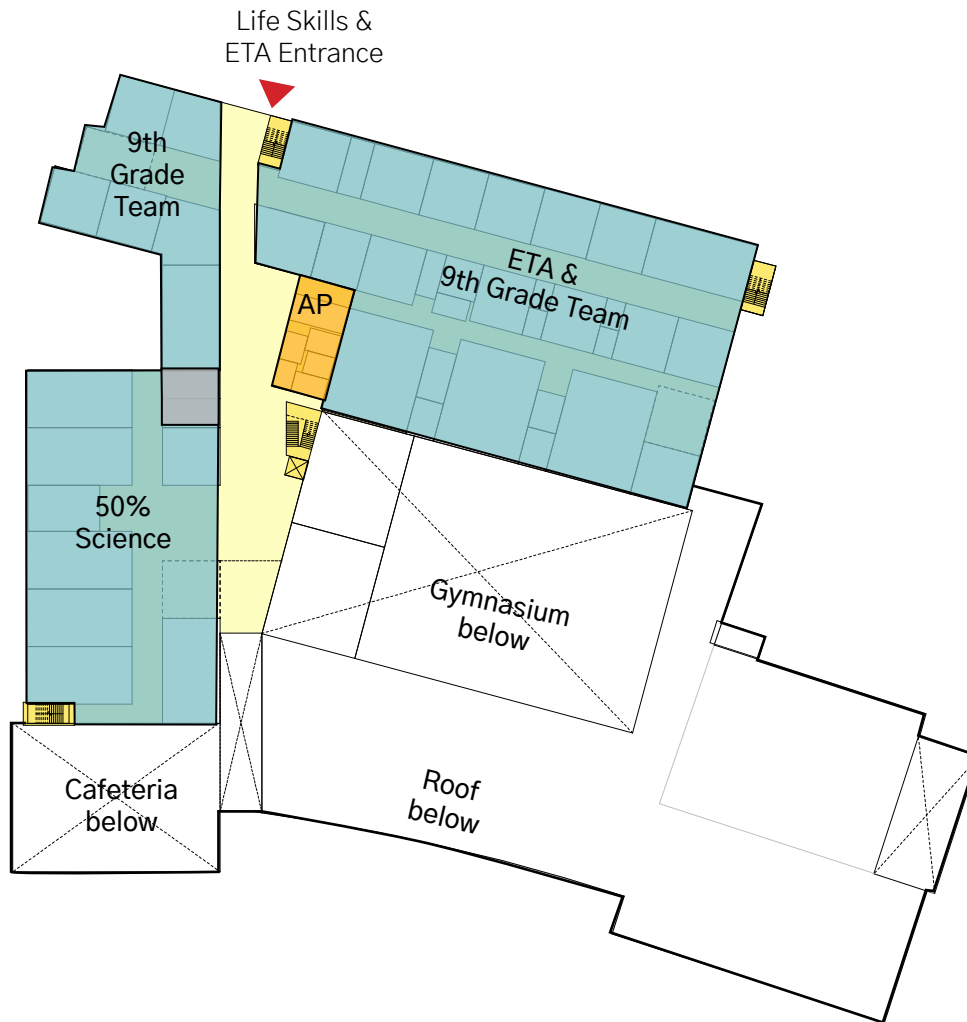 Life Skills &
ETA Entrance
9th
Grade
Team
ETA &
9th Grade Team
AP
50%
Science
Gymnasium
below
Cafeteria
below
Roof
below